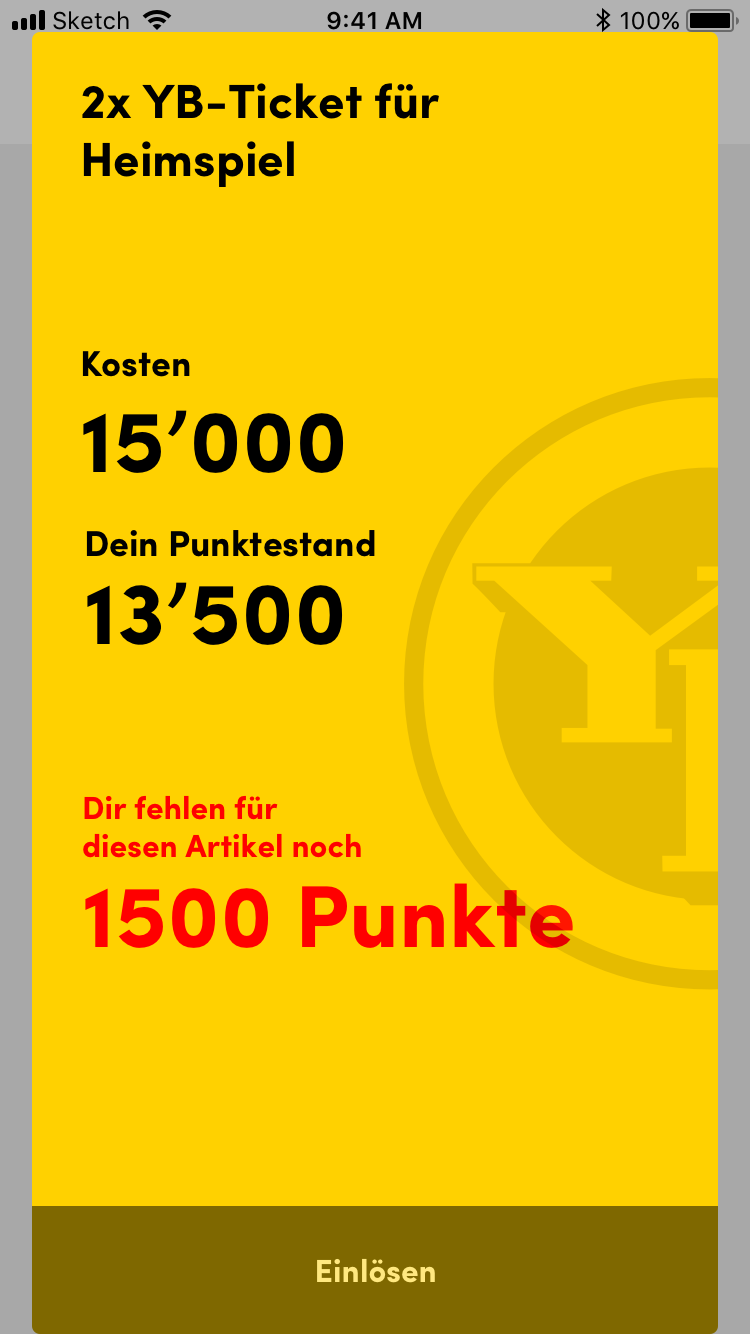 Sketch 9:41 AM 100%
2x YB-Ticket für
Heimspiel
Kosten
15’000
Dein Punktestand
13’500
Y
Dir fehlen für
diesen Artikel noch
1500 Punkte
Einlösen